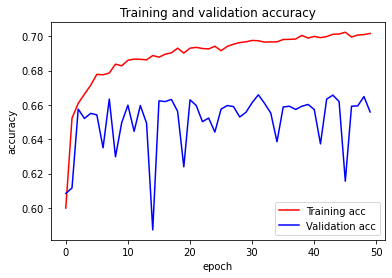 Training and validation accuracy
accuracy
0.70
0.68
0.66
0.64
0.62
0.60
0
10
20
30
40
50
epoch
Training acc
Validation acc